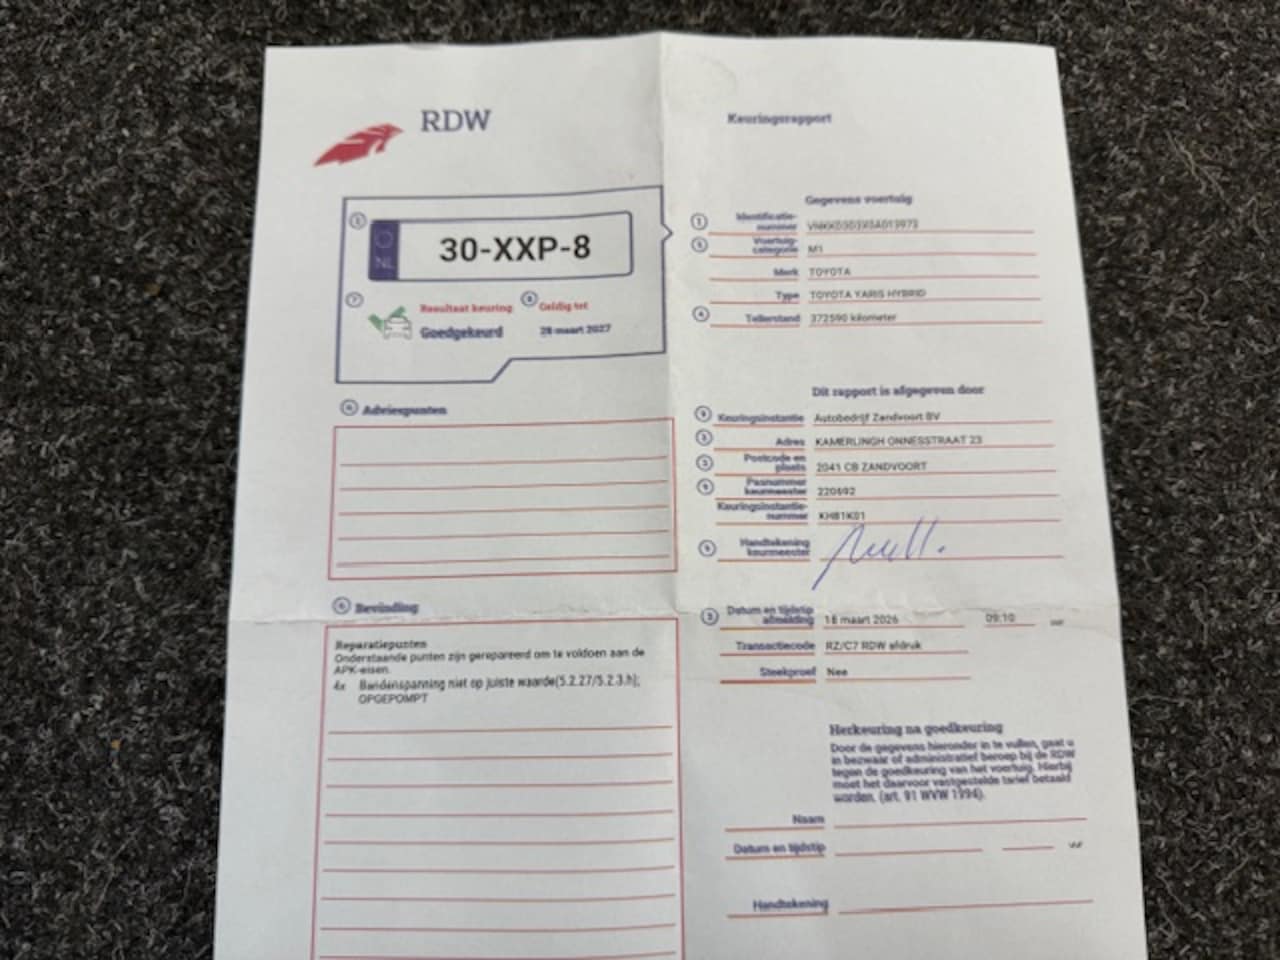 RDW
Keuringsrapport
NL
30-XXP-8
Resultaat keuring
Goedgekeurd
Geldig tot
28 maart 2027
Adviespunten
Bevinding
Reparatiepunten
Onderstaande punten zijn gerepareerd om te voldoen aan de
APK-eisen.
4x Bandenspanning niet op juiste waarde(5.2.27/5.2.3.h);
OPGEPOMPT
Gegevens voertuig
Identificatie-
nummer
Voertuig-
categorie M1
Merk TOYOTA
Type TOYOTA YARIS HYBRID
Tellerstand 372590 kilometer
Dit rapport is afgegeven door
Keuringsinstantie Autobedrijf Zandvoort BV
Adres KAMERLINGH ONNESSTRAAT 23
Postcode en
plaats 2041 CB ZANDVOORT
Pasnummer
keurmeester 220692
Keuringsinstantie-
nummer KH81K01
Handtekening
keurmeester
Datum en tijdstip
afmelding 18 maart 2026 09:10 uur
Transactiecode RZ/C7 RDW afdruk
Steekproef Nee
Herkeuring na goedkeuring
Door de gegevens hieronder in te vullen, gaat u
in bezwaar of administratief beroep bij de RDW
tegen de goedkeuring van het voertuig. Hierbij
moet het daarvoor vastgestelde tarief betaald
worden. (art. 91 WVW 1994).
Naam
Datum en tijdstip uur
Handtekening